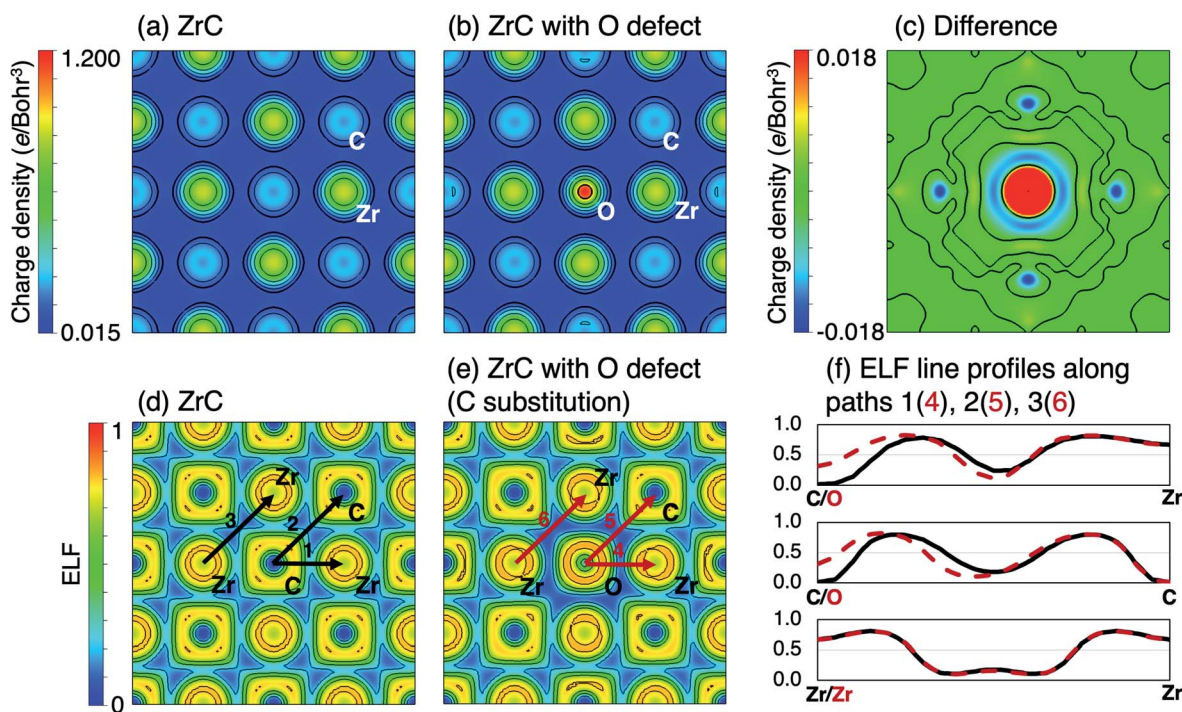 (a) ZrC
(b) ZrC with O defect
(c) Difference
Charge density (e/Bohr³)
1.200
0.015
C
Zr
C
O
Zr
Charge density (e/Bohr³)
0.018
-0.018
(d) ZrC
(e) ZrC with O defect
(C substitution)
(f) ELF line profiles along
paths 1(4), 2(5), 3(6)
ELF
1
0
Zr
3
2
C
1
Zr
C
Zr
Zr
6
5
C
4
Zr
O
Zr
1.0
0.5
0.0
C/O
Zr
1.0
0.5
0.0
C/O
C
1.0
0.5
0.0
Zr/Zr
Zr